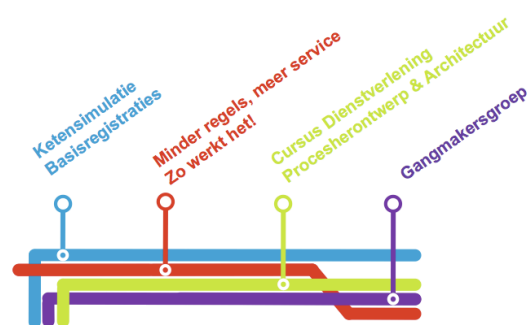 Ketensimulatie
Basisregistraties
Minder regels, meer service
Zo werkt het!
Cursus Dienstverlening
Procesherontwerp & Architectuur
Gangmakersgroep